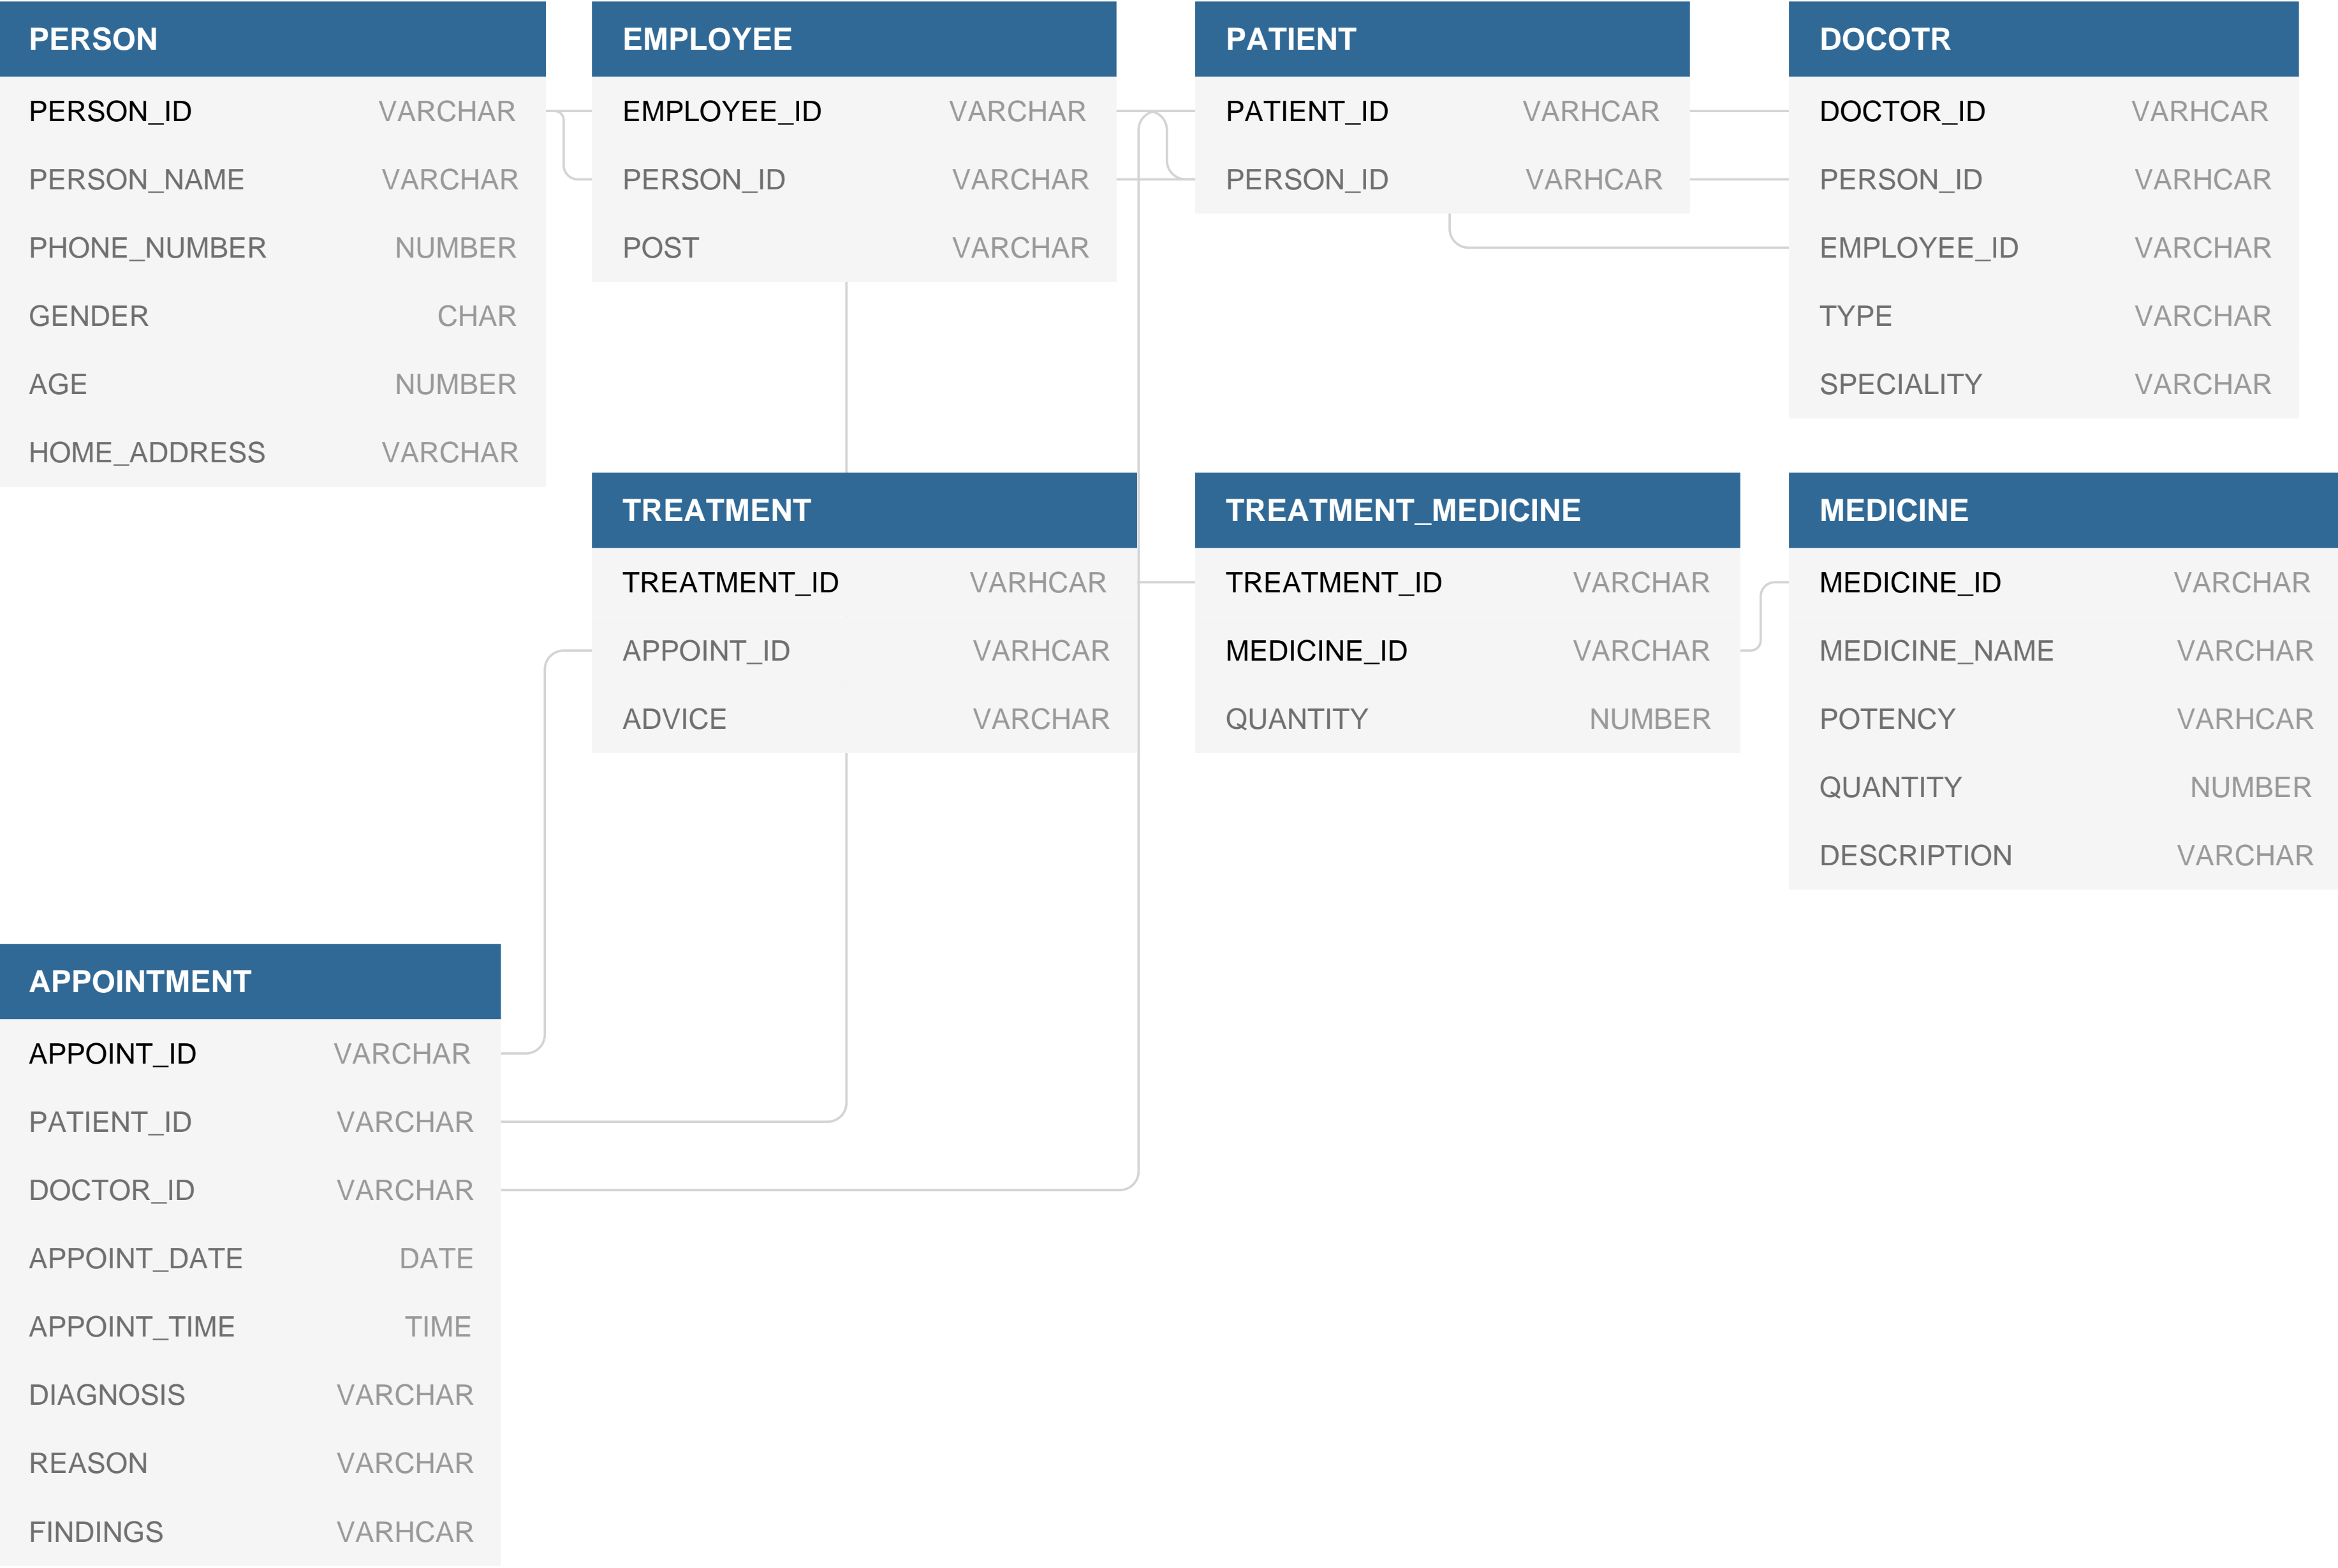 PERSON
PERSON_ID VARCHAR
PERSON_NAME VARCHAR
PHONE_NUMBER NUMBER
GENDER CHAR
AGE NUMBER
HOME_ADDRESS VARCHAR
EMPLOYEE
EMPLOYEE_ID VARCHAR
PERSON_ID VARCHAR
POST VARCHAR
PATIENT
PATIENT_ID VARHCAR
PERSON_ID VARHCAR
DOCOTR
DOCTOR_ID VARHCAR
PERSON_ID VARHCAR
EMPLOYEE_ID VARCHAR
TYPE VARCHAR
SPECIALITY VARCHAR
TREATMENT
TREATMENT_ID VARHCAR
APPOINT_ID VARHCAR
ADVICE VARCHAR
TREATMENT_MEDICINE
TREATMENT_ID VARCHAR
MEDICINE_ID VARCHAR
QUANTITY NUMBER
MEDICINE
MEDICINE_ID VARCHAR
MEDICINE_NAME VARCHAR
POTENCY VARHCAR
QUANTITY NUMBER
DESCRIPTION VARCHAR
APPOINTMENT
APPOINT_ID VARCHAR
PATIENT_ID VARCHAR
DOCTOR_ID VARCHAR
APPOINT_DATE DATE
APPOINT_TIME TIME
DIAGNOSIS VARCHAR
REASON VARCHAR
FINDINGS VARHCAR